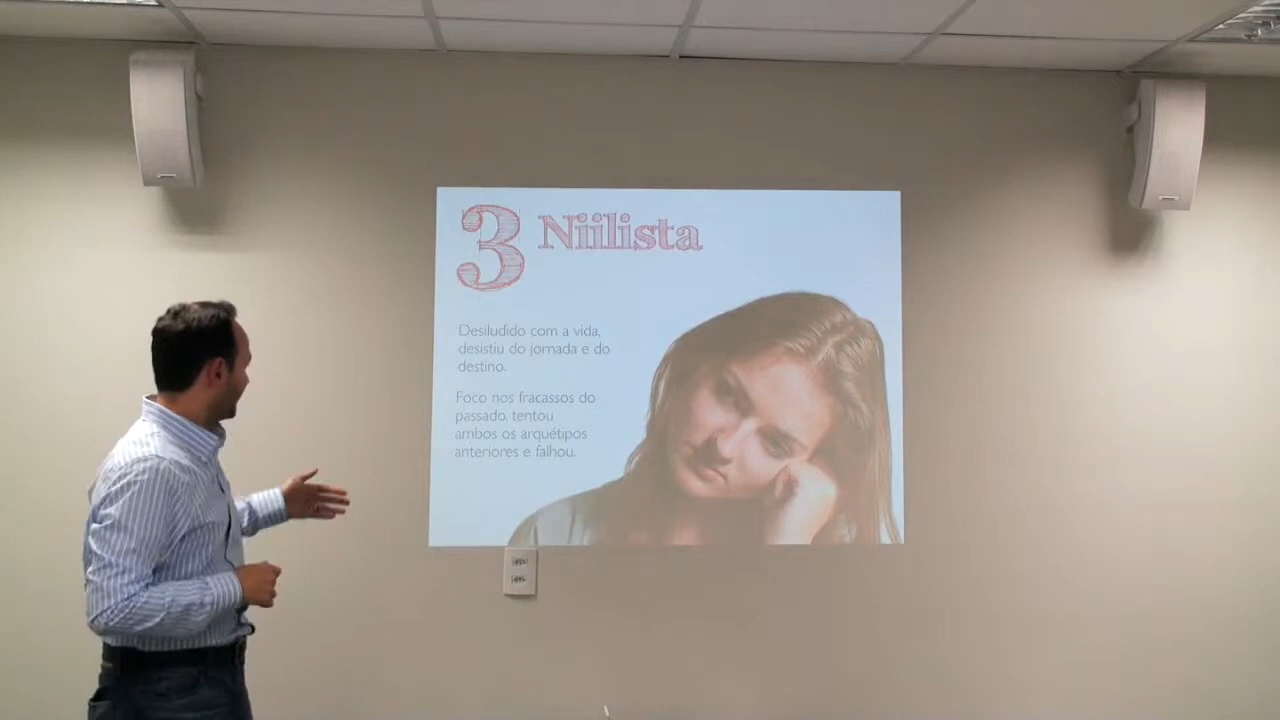 3 Niilista
Desiludido com a vida,
desistiu do jornada e do
destino.
Foco nos fracassos do
passado, tentou
ambos os arquétipos
anteriores e falhou.